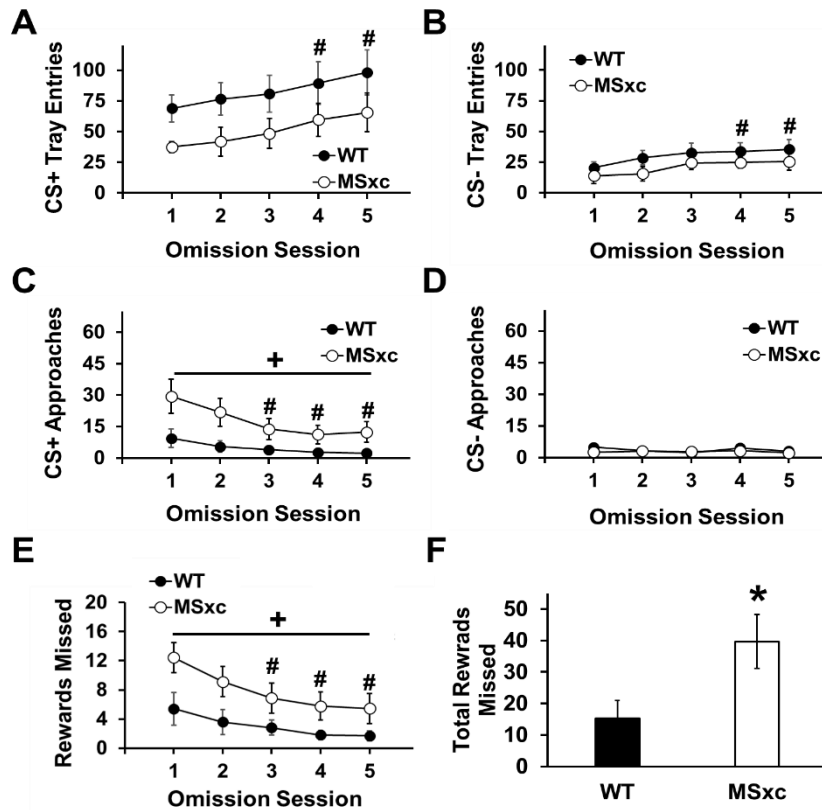 A
CS+ Tray Entries
100
75
50
25
0
# #
WT
MSxc
1 2 3 4 5
Omission Session
B
CS- Tray Entries
100
75
50
25
0
WT
MSxc
# #
1 2 3 4 5
Omission Session
C
CS+ Approaches
60
45
30
15
0
WT
MSxc
+
# # #
1 2 3 4 5
Omission Session
D
CS- Approaches
60
45
30
15
0
WT
MSxc
1 2 3 4 5
Omission Session
E
Rewards Missed
20
16
12
8
4
0
WT
MSxc
+
# # #
1 2 3 4 5
Omission Session
F
Total Rewrads
Missed
50
40
30
20
10
0
*
WT MSxc